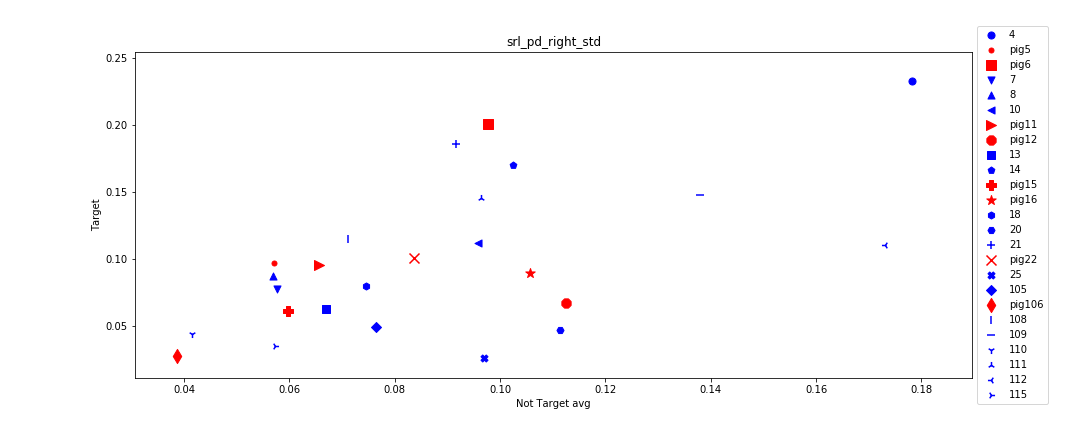 srl_pd_right_std
4
pig5
pig6
7
8
10
pig11
pig12
13
14
pig15
pig16
18
20
21
pig22
25
105
pig106
108
109
110
111
112
115
0.25
0.20
0.15
0.10
0.05
Target
0.04 0.06 0.08 0.10 0.12 0.14 0.16 0.18
Not Target avg